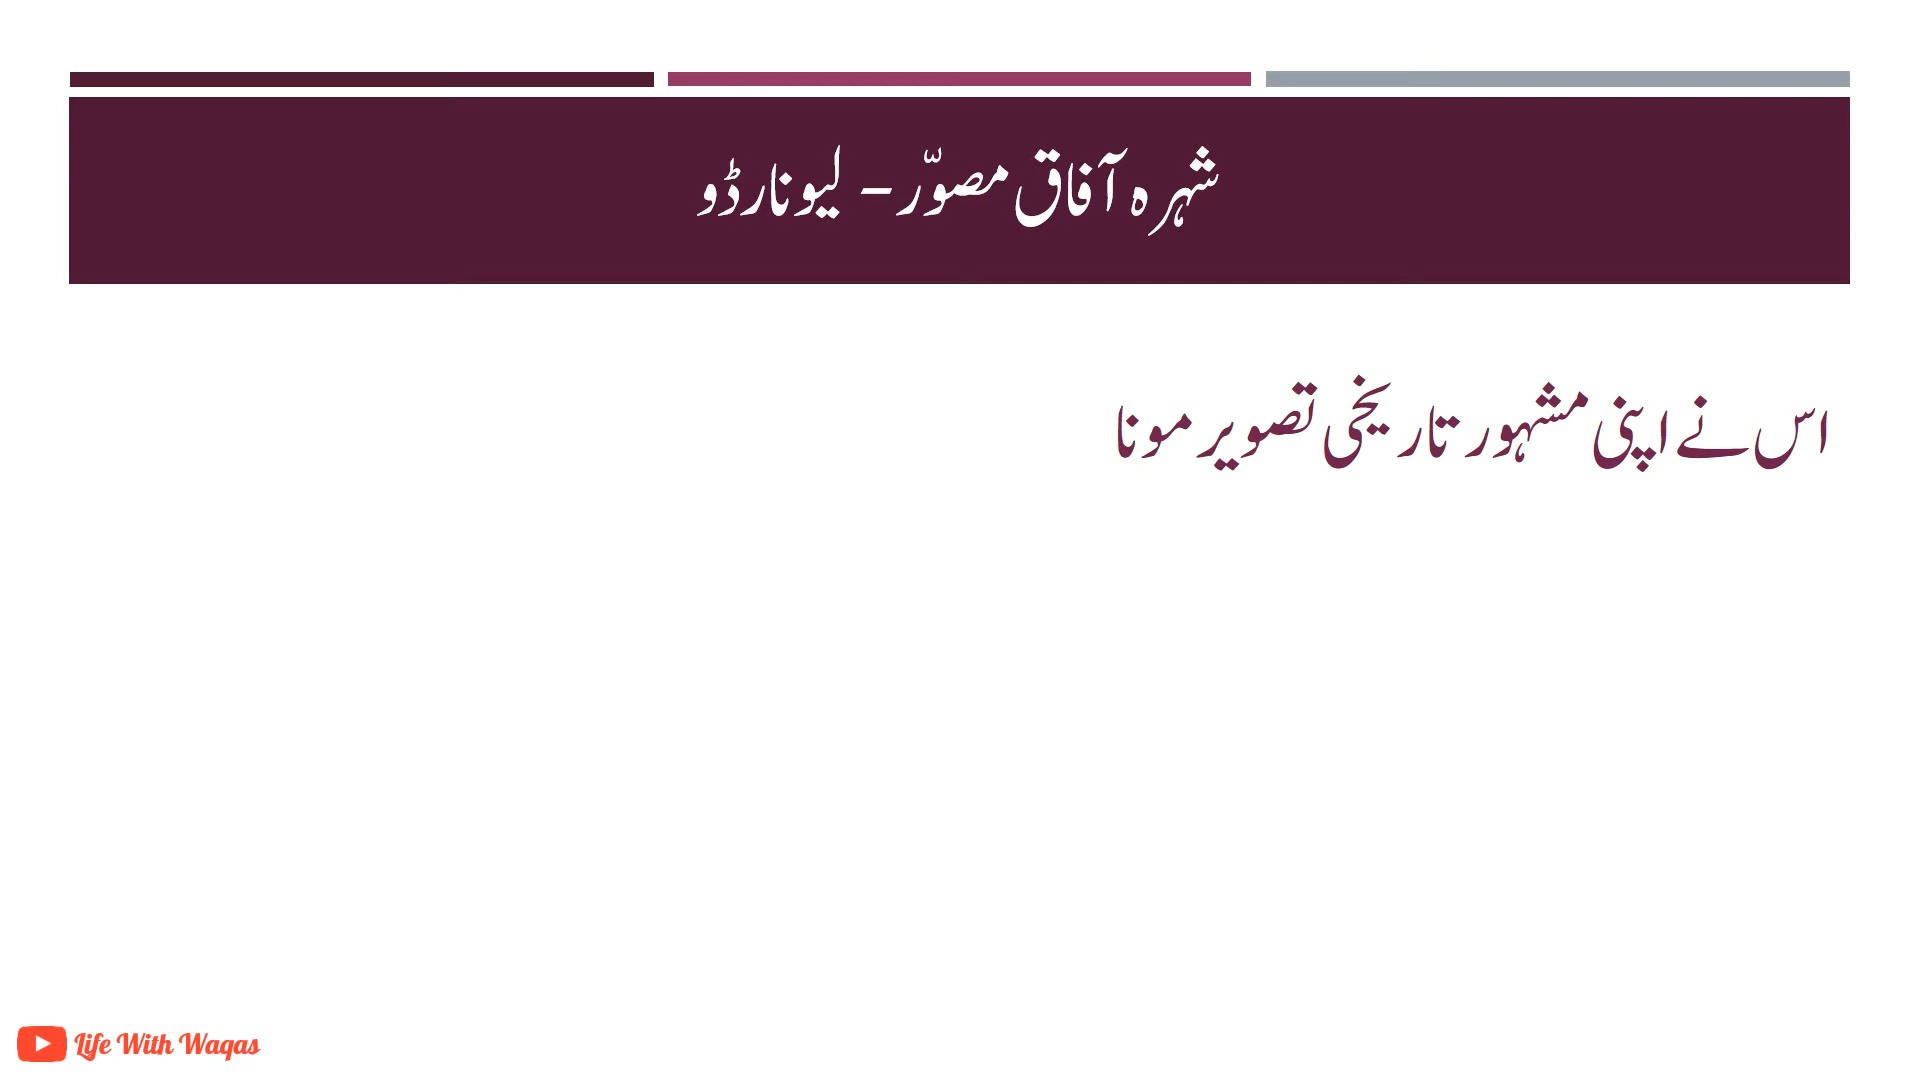 شہرہ آفاق مصوّر – لیونارڈو
اس نے اپنی مشہور تاریخی تصویر مونا
Life With Waqas